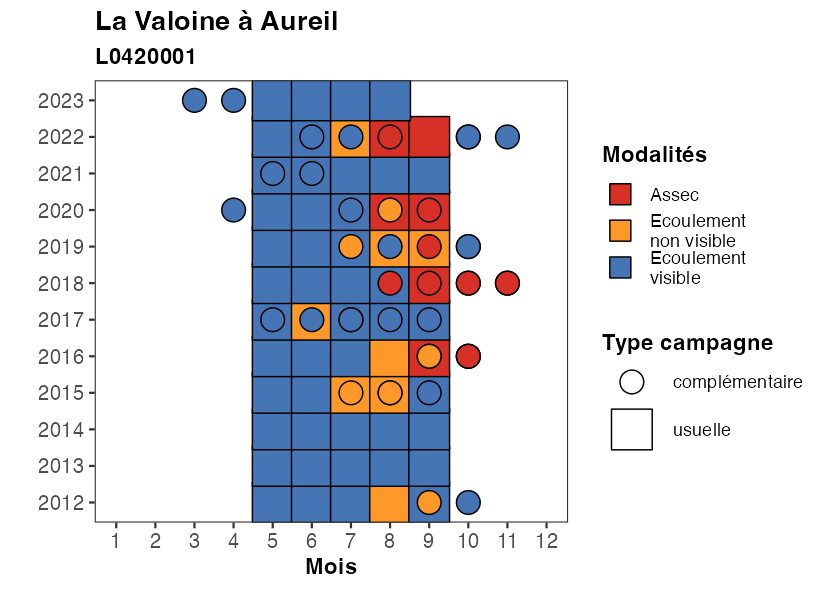 La Valoine à Aureil
L0420001
2023
2022
2021
2020
2019
2018
2017
2016
2015
2014
2013
2012
1 2 3 4 5 6 7 8 9 10 11 12
Mois
Modalités
Assec
Ecoulement
non visible
Ecoulement
visible
Type campagne
complémentaire
usuelle